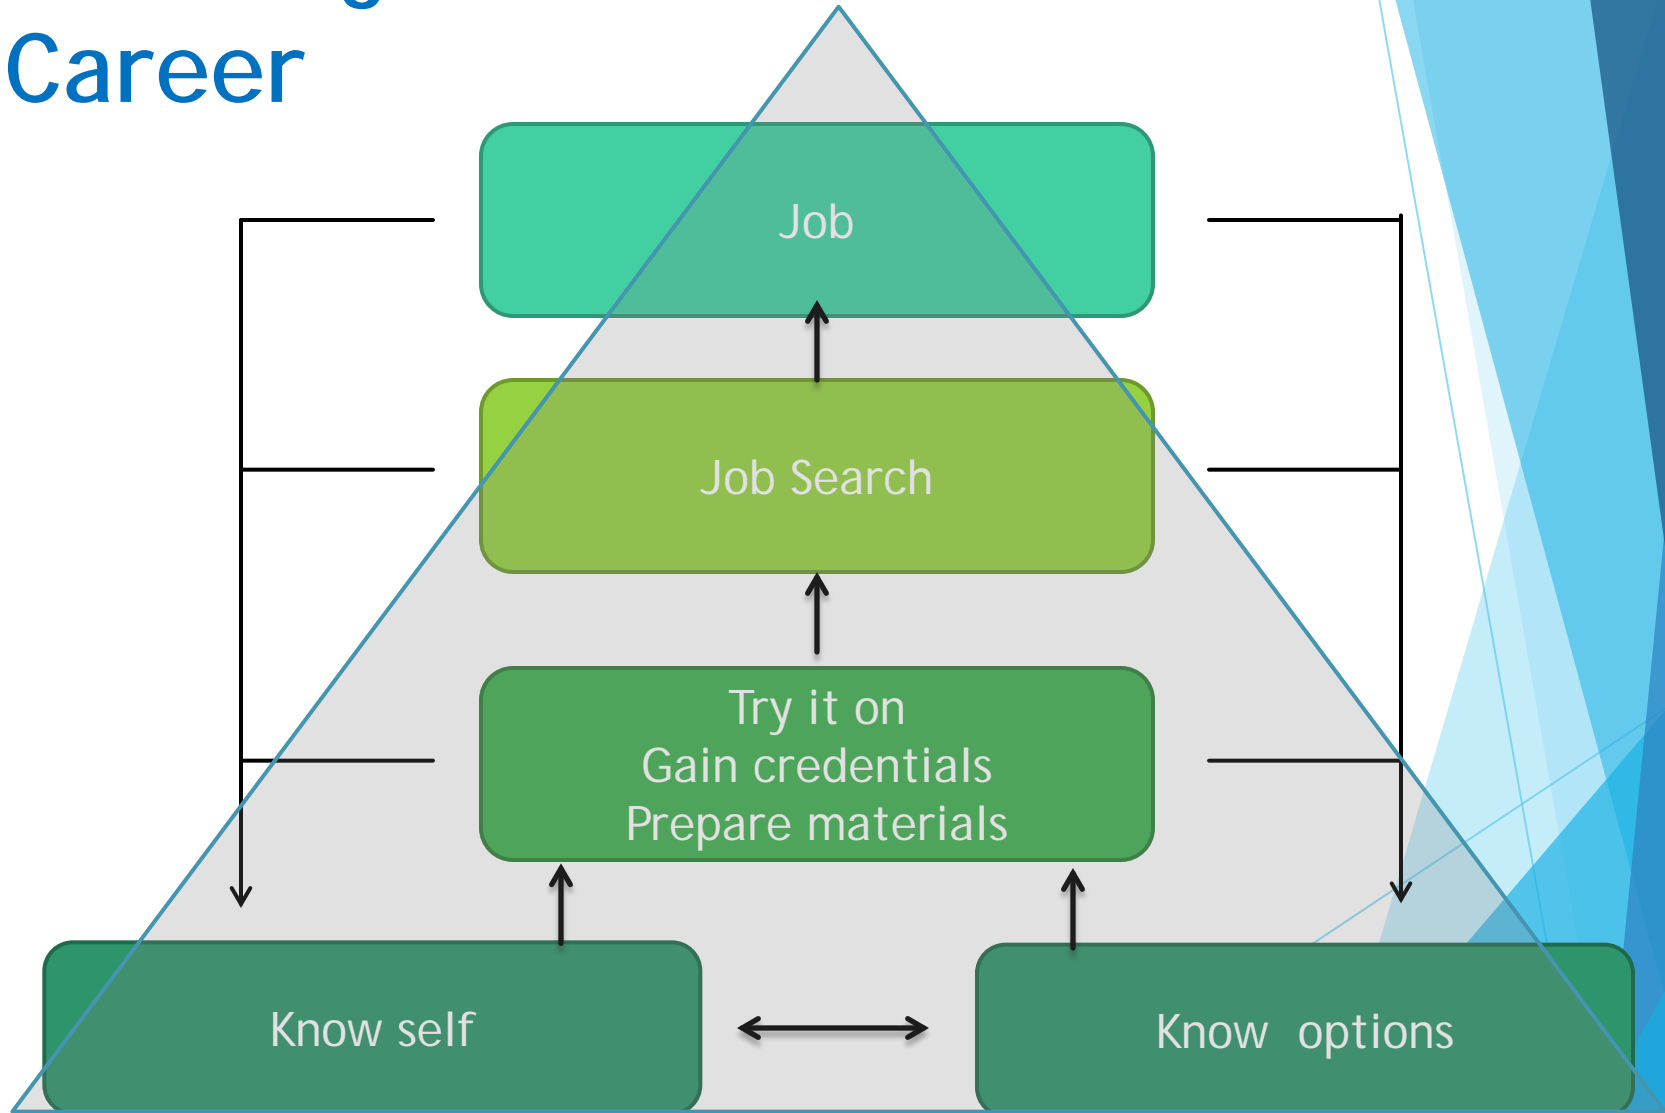 Career
Job
Job Search
Try it on
Gain credentials
Prepare materials
Know self
Know options